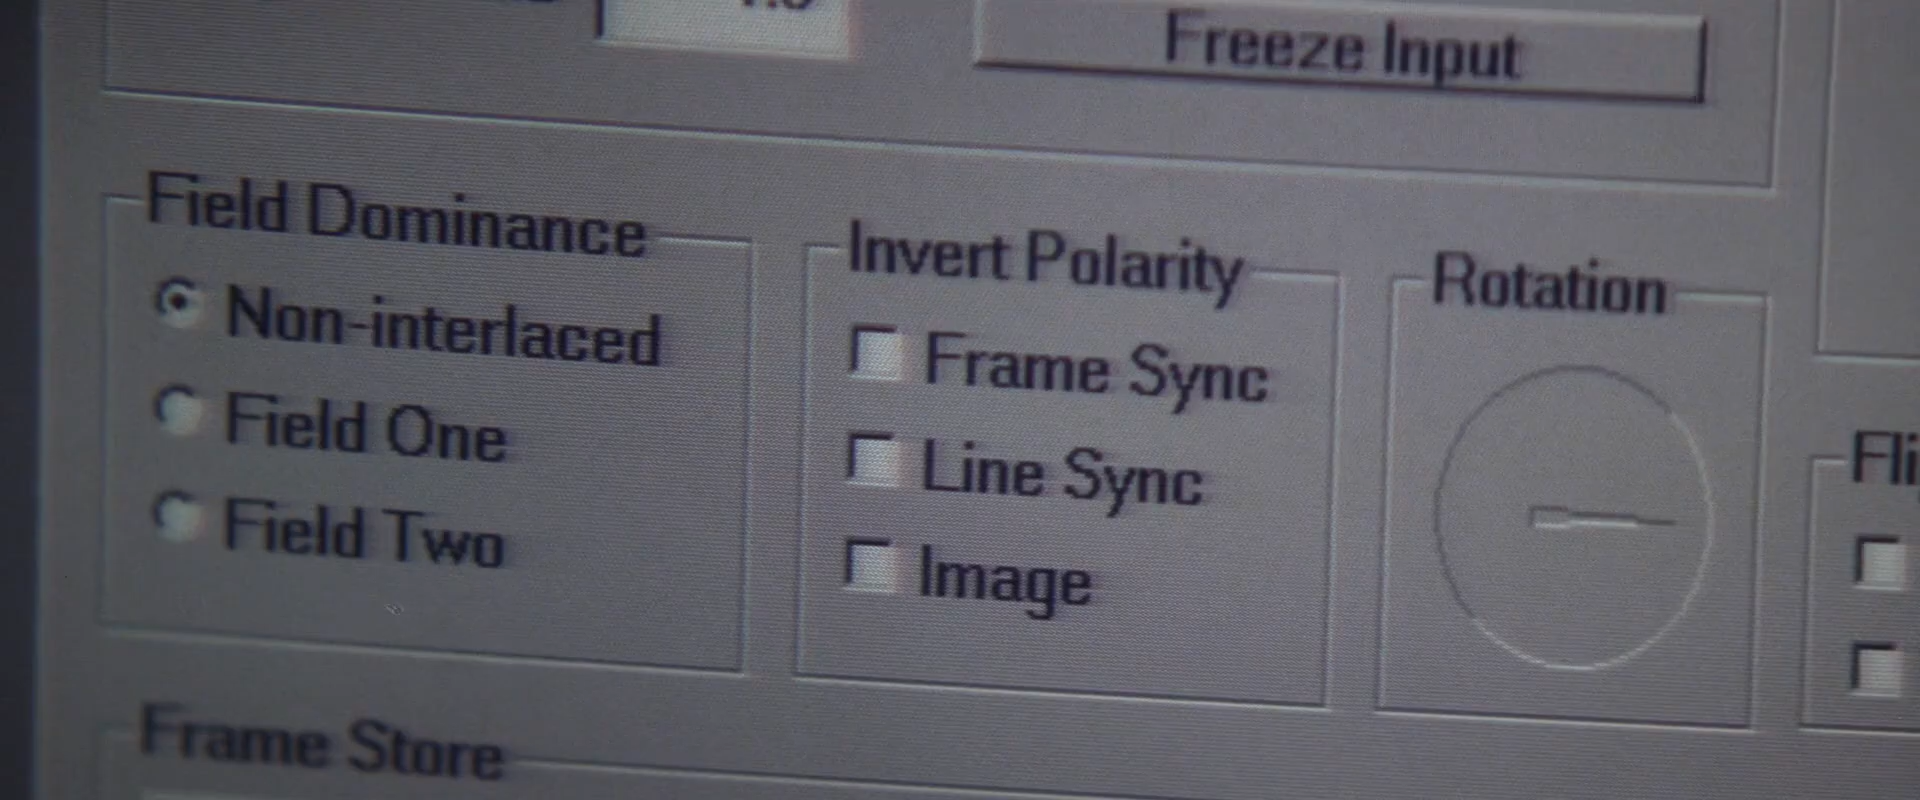 Freeze Input
Field Dominance
Non-interlaced
Field One
Field Two
Invert Polarity
Frame Sync
Line Sync
Image
Rotation
Frame Store